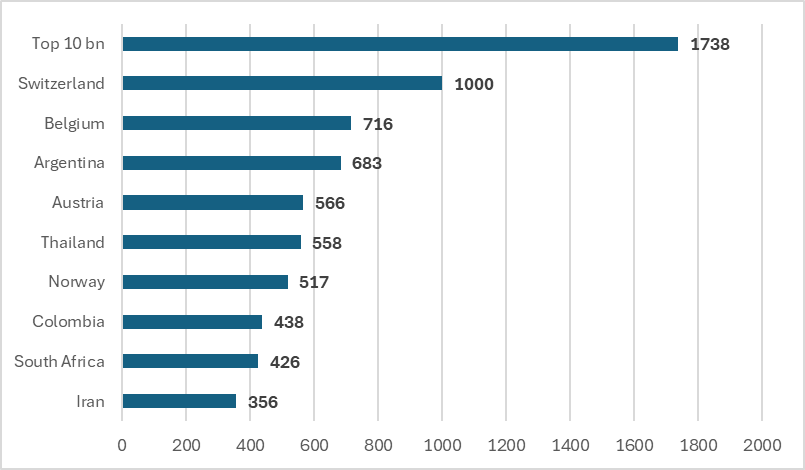 Top 10 bn 1738
Switzerland 1000
Belgium 716
Argentina 683
Austria 566
Thailand 558
Norway 517
Colombia 438
South Africa 426
Iran 356
0 200 400 600 800 1000 1200 1400 1600 1800 2000